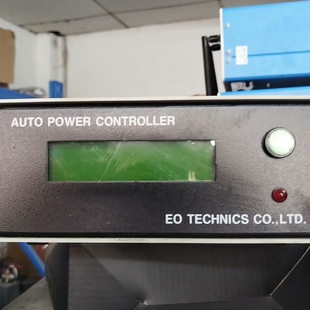 AUTO POWER CONTROLLER
EO TECHNICS CO.,LTD.